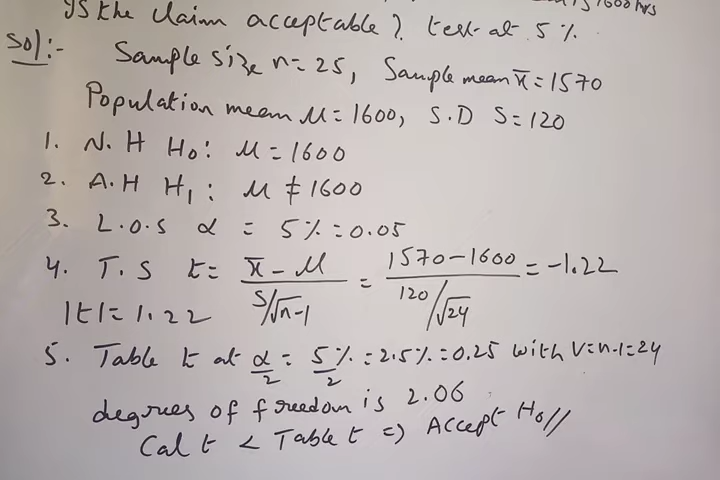 Is the claim acceptable? test at 5%. 1600 hrs
Sol:- Sample size n=25, Sample mean x̄=1570
Population mean μ=1600, S.D S=120
1. N.H H₀: μ=1600
2. A.H H₁: μ≠1600
3. L.O.S α = 5%=0.05
4. T.S t= x̄-μ / S/√n-1 = 1570-1600 / 120/√24 = -1.22
|t|=1.22
5. Table t at α/2 = 5%/2 =2.5%=0.25 with V=n-1=24
degrees of freedom is 2.06
Cal t < Table t => Accept H₀//